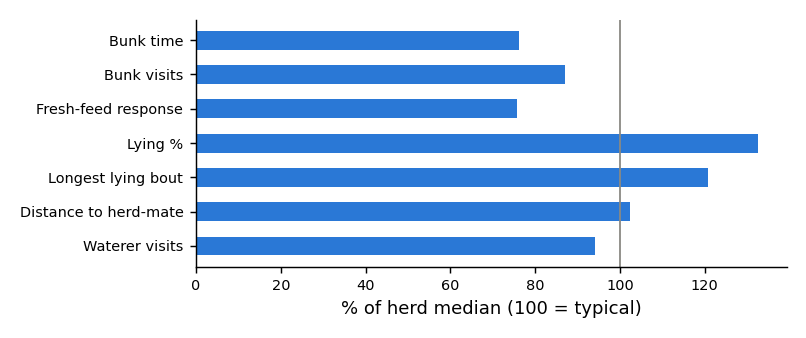 Bunk time
Bunk visits
Fresh-feed response
Lying %
Longest lying bout
Distance to herd-mate
Waterer visits
0 20 40 60 80 100 120
% of herd median (100 = typical)